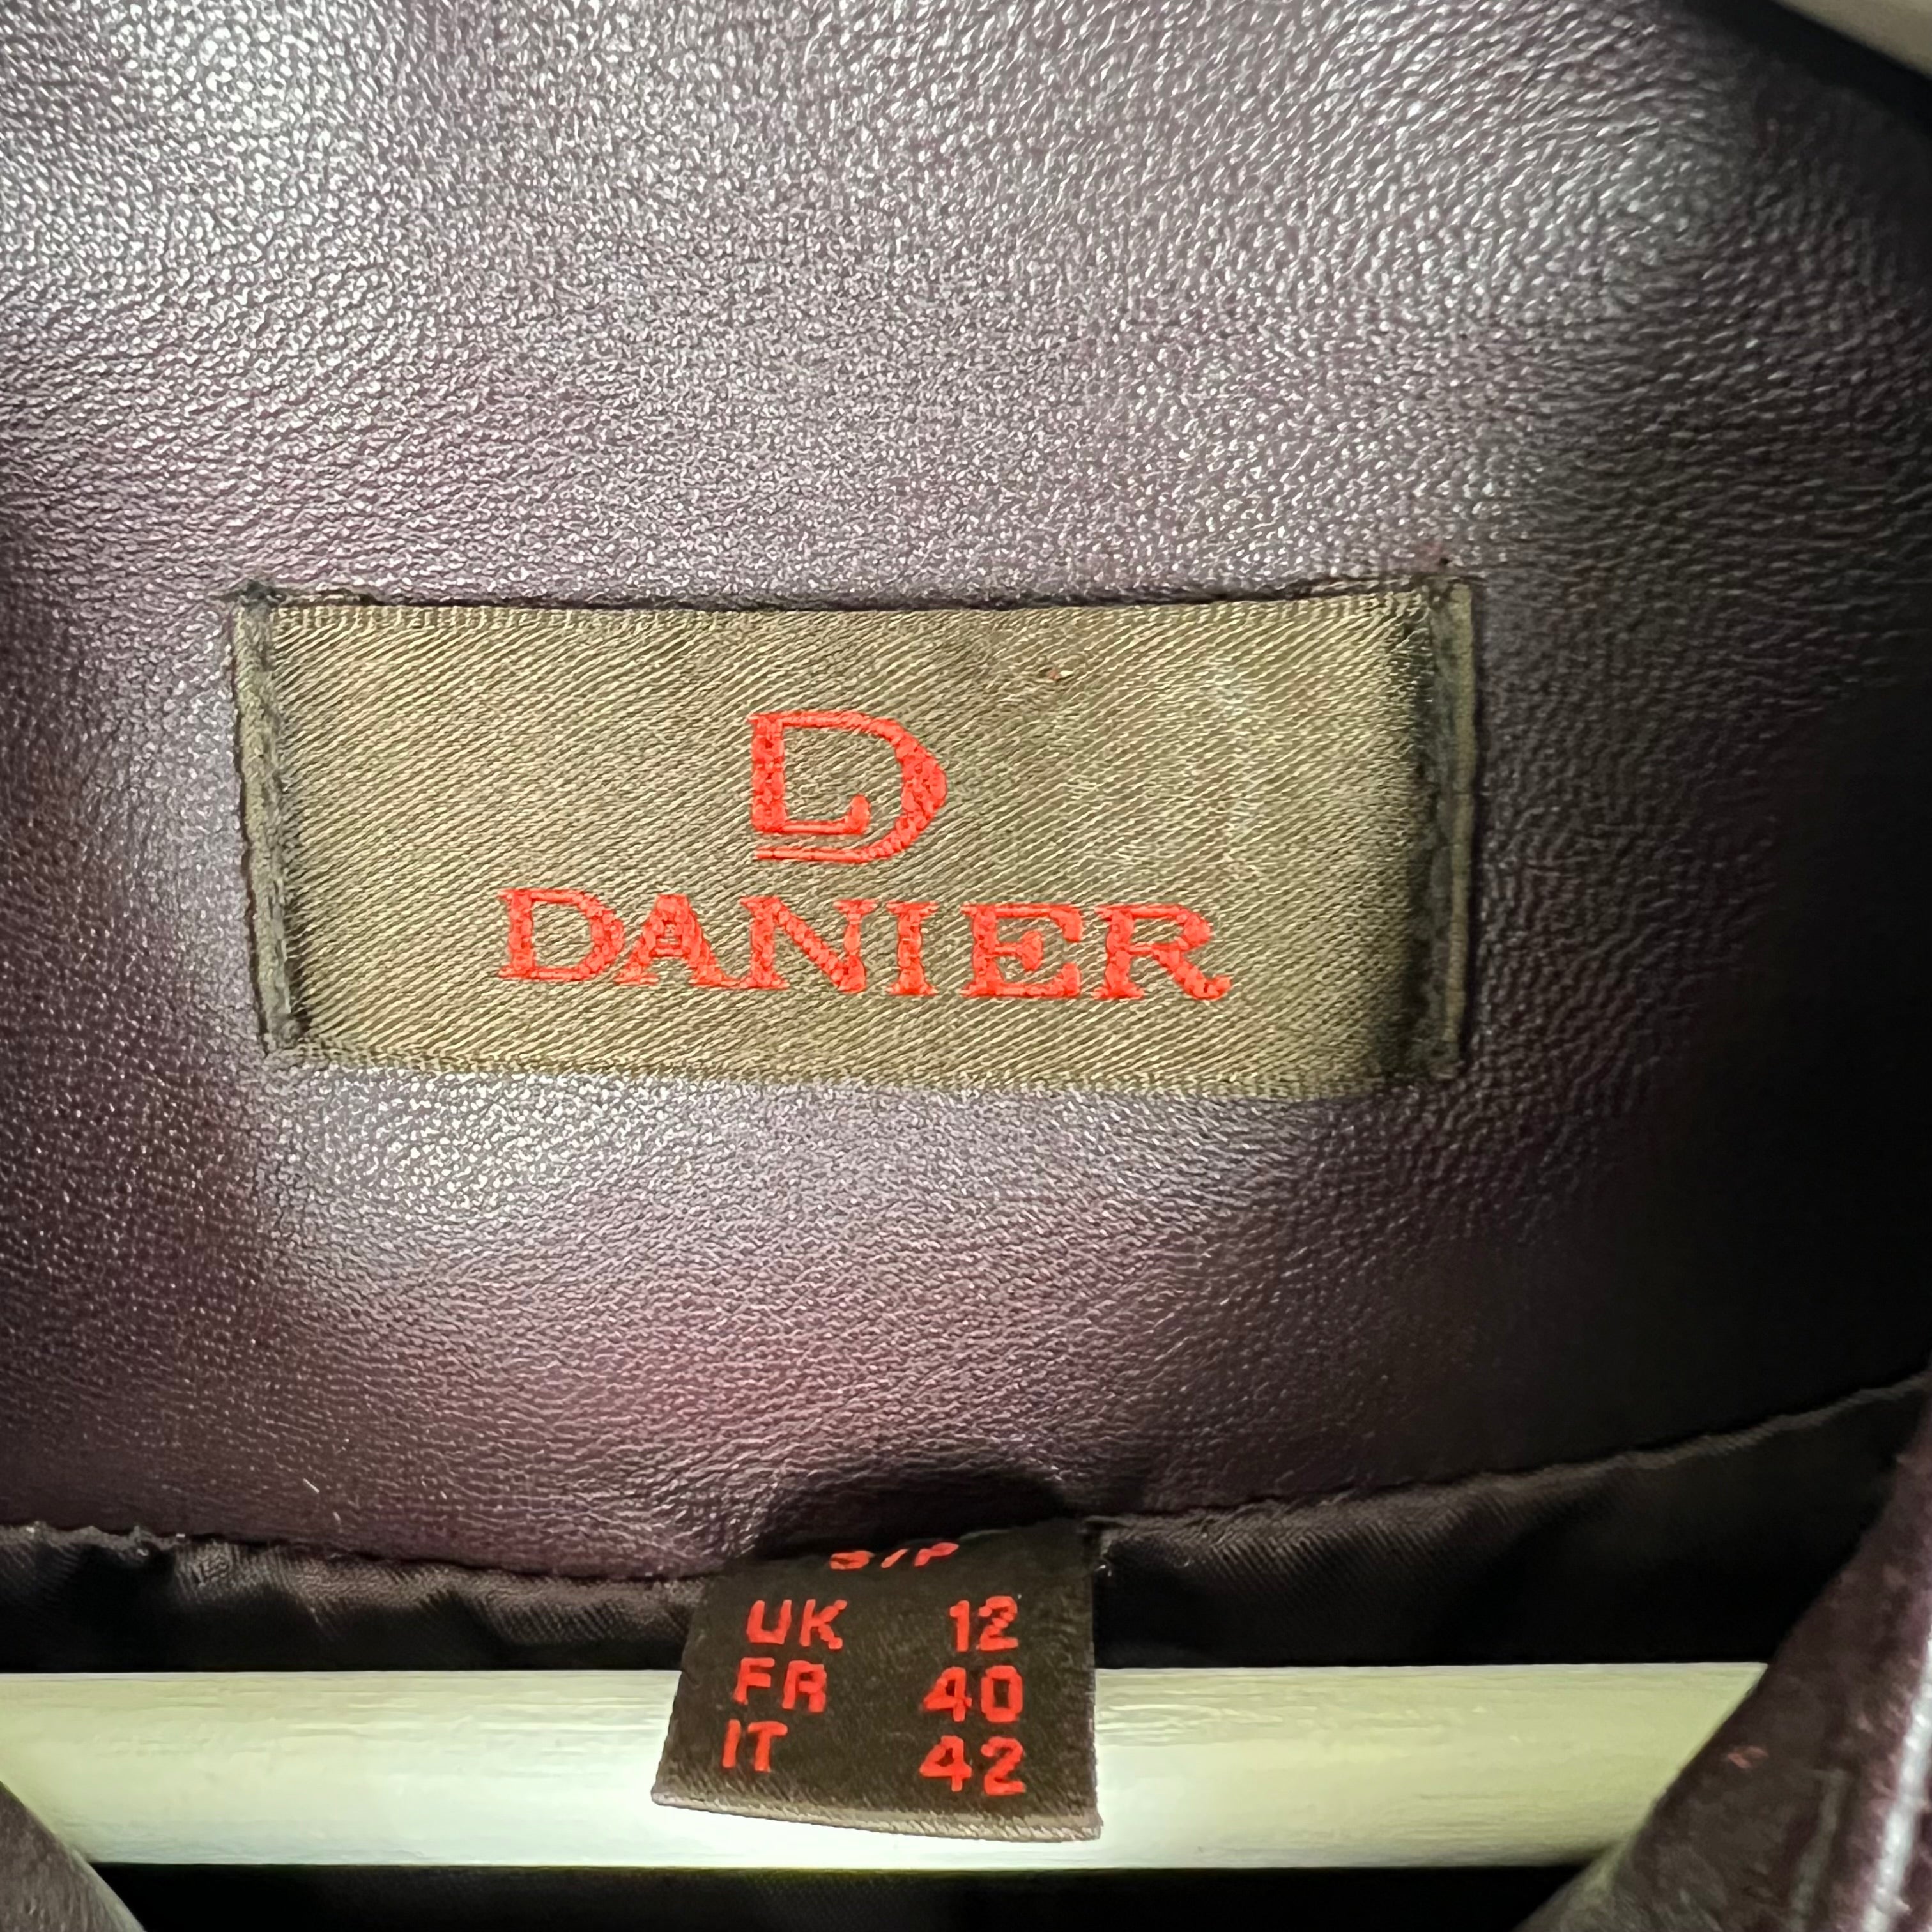 D
DANIER
S/P
UK 12
FR 40
IT 42